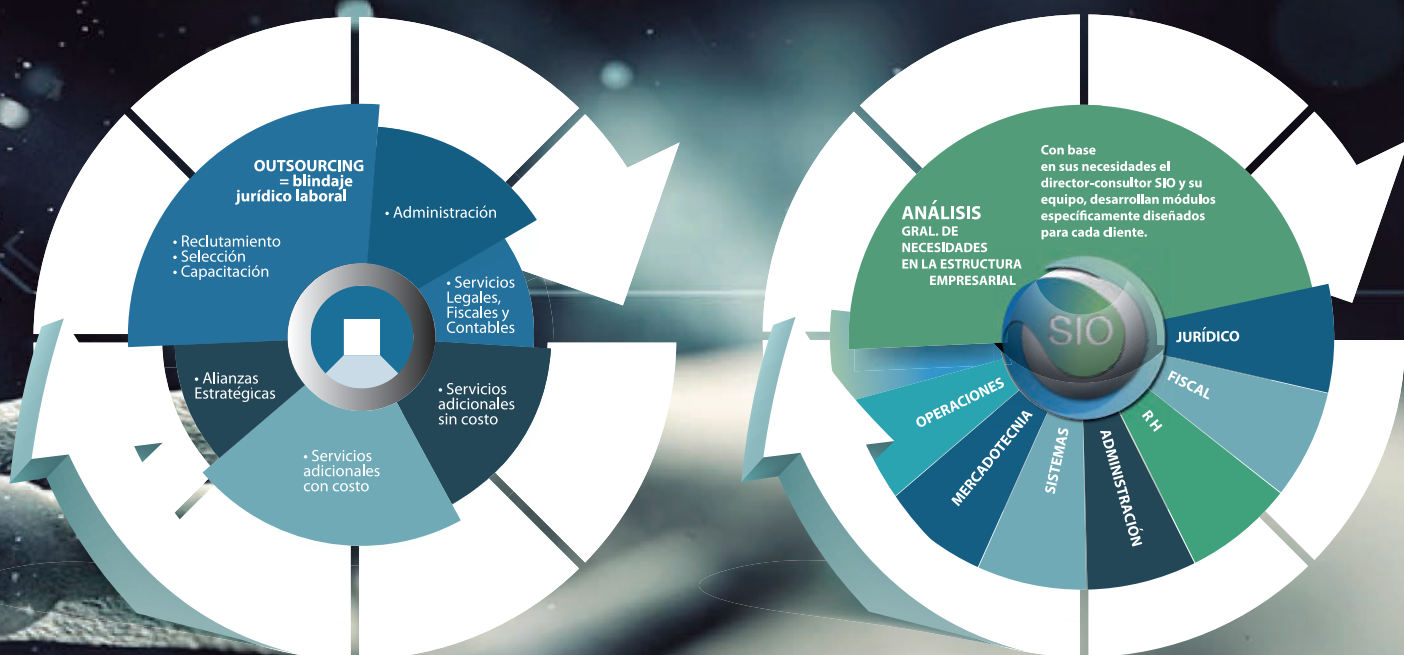 OUTSOURCING
= blindaje
jurídico laboral
• Reclutamiento
• Selección
• Capacitación
• Administración
• Servicios
Legales,
Fiscales y
Contables
• Servicios
adicionales
sin costo
• Servicios
adicionales
con costo
• Alianzas
Estratégicas
ANÁLISIS
GRAL. DE
NECESIDADES
EN LA ESTRUCTURA
EMPRESARIAL
Con base
en sus necesidades el
director-consultor SIO y su
equipo, desarrollan módulos
específicamente diseñados
para cada cliente.
SIO
JURÍDICO
FISCAL
R H
ADMINISTRACIÓN
SISTEMAS
MERCADOTECNIA
OPERACIONES